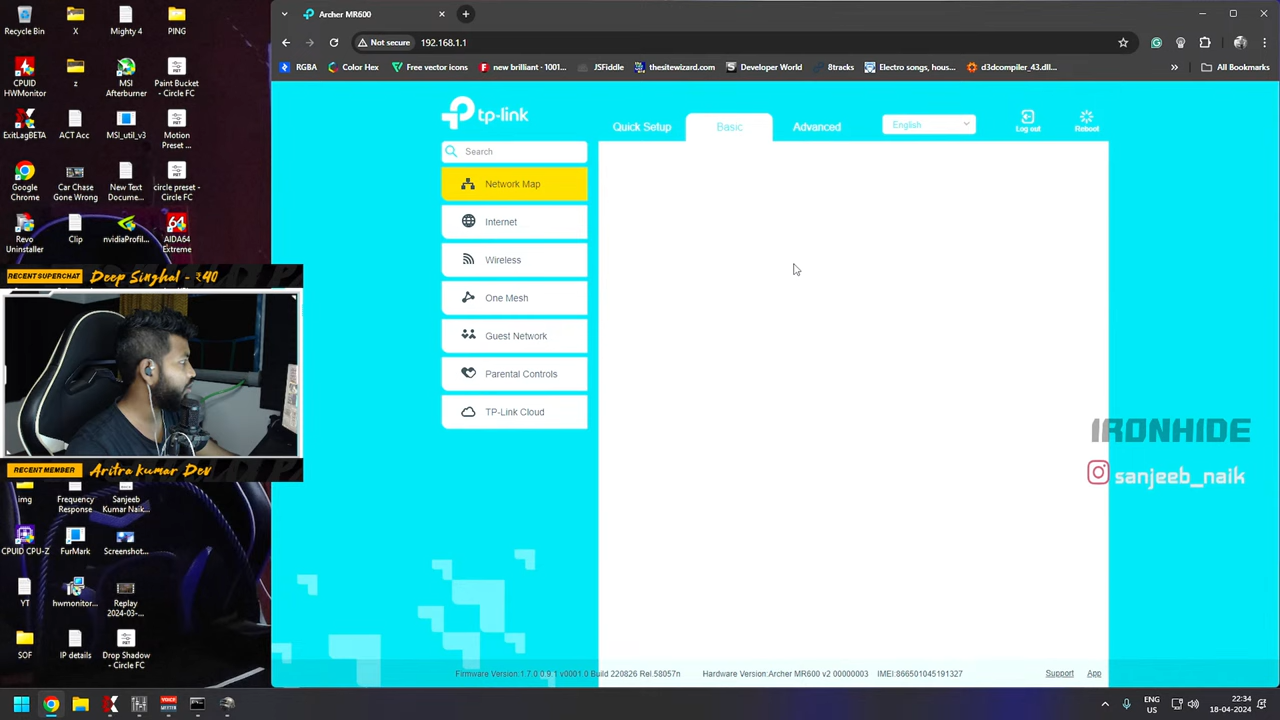 Recycle Bin
X
Mighty 4
PING
CPUID HWMonitor
z
MSI Afterburner
Paint Bucket - Circle FC
ExitLagBETA
ACT Acc
MSI_util_v3
Motion Preset ...
Google Chrome
Car Chase Gone Wrong
New Text Docume...
circle preset - Circle FC
Revo Uninstaller
Clip
nvidiaProfil...
64
AIDA64 Extreme
RECENT SUPERCHAT
Deep Singhal - ₹40
RECENT MEMBER
Aritra Kumar Dev
img
Frequency Response
Sanjeeb Kumar Naik...
CPUID CPU-Z
FurMark
Screenshot...
YT
hwmonitor...
Replay 2024-03-...
SOF
IP details
Drop Shadow - Circle FC
Archer MR600
Not secure
192.168.1.1
RGBA
Color Hex
Free vector icons
new brilliant - 1001...
JSFiddle
thesitewizard.com
Developer World
8tracks
Electro songs, hous...
d3dcompiler_43.dll...
All Bookmarks
tp-link
Quick Setup
Basic
Advanced
English
Log out
Reboot
Search
Network Map
Internet
Wireless
One Mesh
Guest Network
Parental Controls
TP-Link Cloud
IRONHIDE
sanjeeb_naik
Firmware Version:1.7.0 0.9.1 v0001.0 Build 220826 Rel.58057n
Hardware Version:Archer MR600 v2 00000003
IMEI:866501045191327
Support
App
ENG
US
22:34
18-04-2024